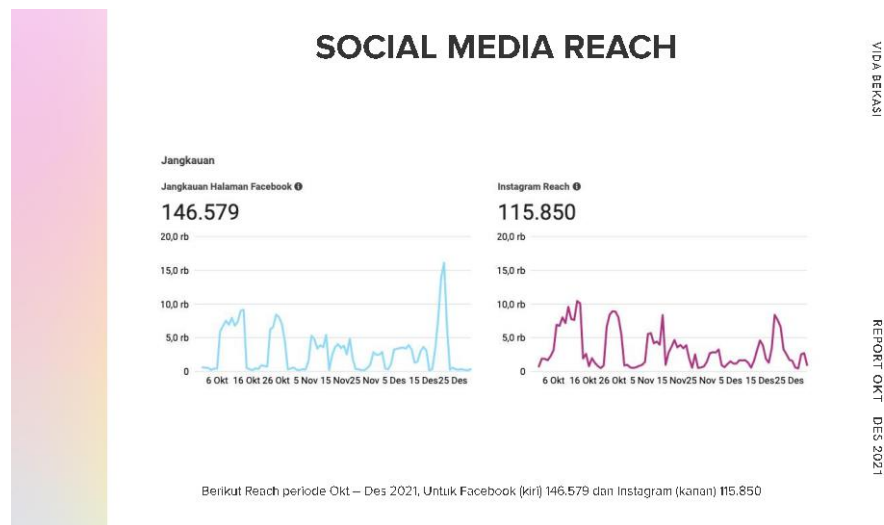 SOCIAL MEDIA REACH
VIDA BEKASI
Jangkauan
Jangkauan Halaman Facebook
146.579
20,0 rb
15,0 rb
10,0 rb
5,0 rb
0
6 Okt 16 Okt 26 Okt 5 Nov 15 Nov25 Nov 5 Des 15 Des25 Des
Instagram Reach
115.850
20,0 rb
15,0 rb
10,0 rb
5,0 rb
0
6 Okt 16 Okt 26 Okt 5 Nov 15 Nov25 Nov 5 Des 15 Des25 Des
REPORT OKT DES 2021
Berikut Reach periode Okt – Des 2021, Untuk Facebook (kiri) 146.579 dan Instagram (kanan) 115.850